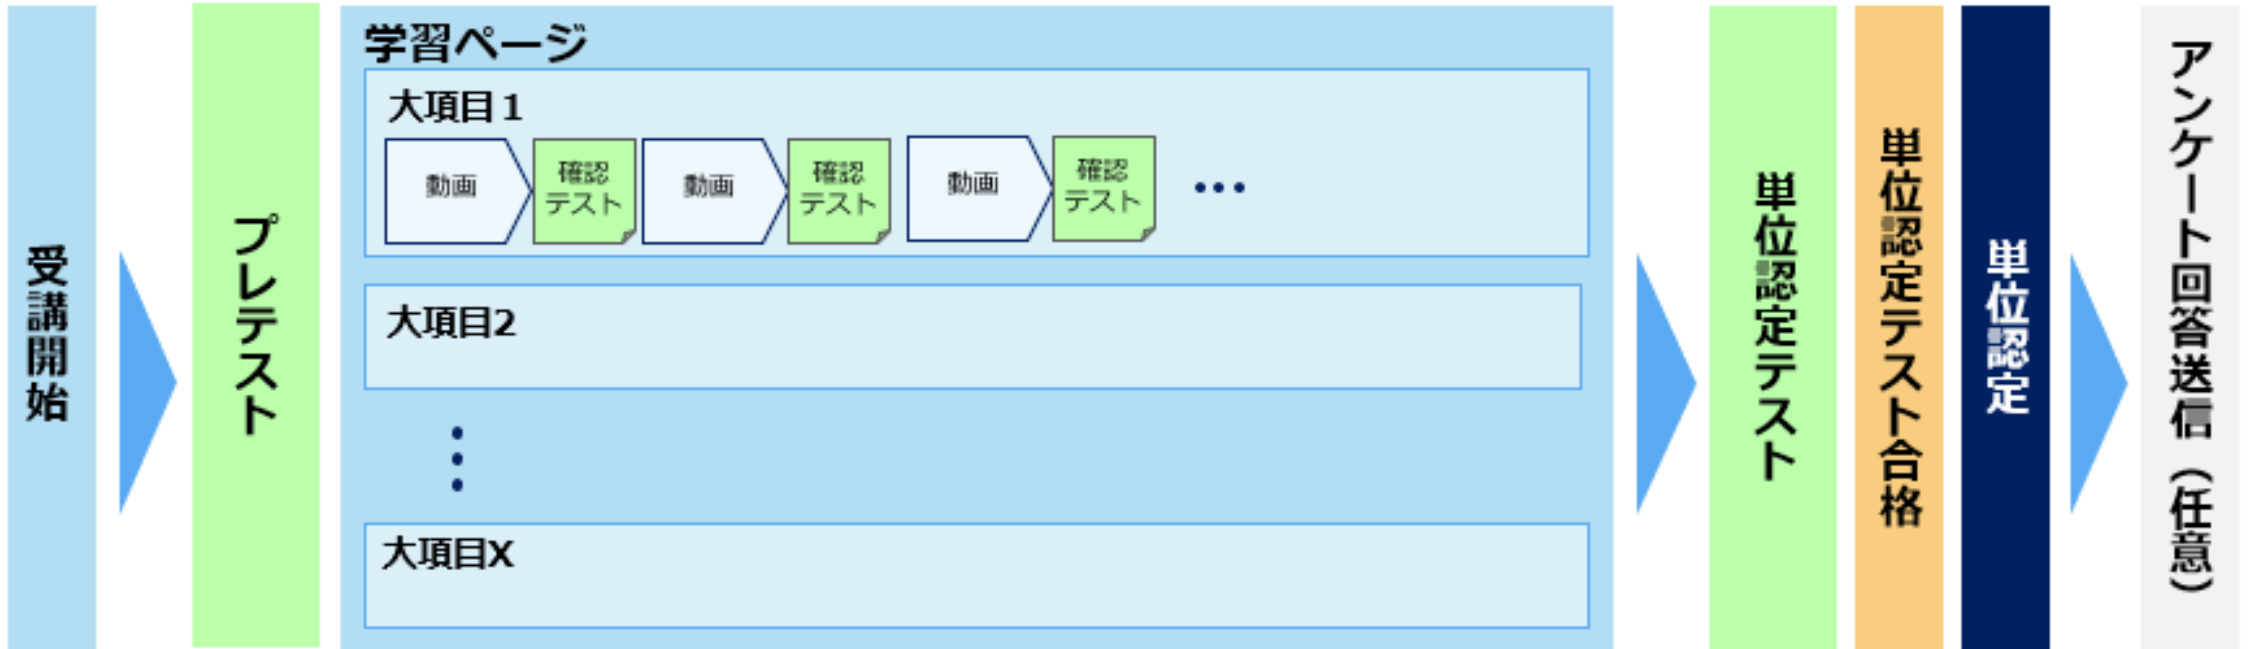 受講開始
プレテスト
学習ページ
大項目1
動画
確認
テスト
動画
確認
テスト
動画
確認
テスト
•••
大項目2
大項目X
単位認定テスト
単位認定テスト合格
単位認定
アンケート回答送信（任意）